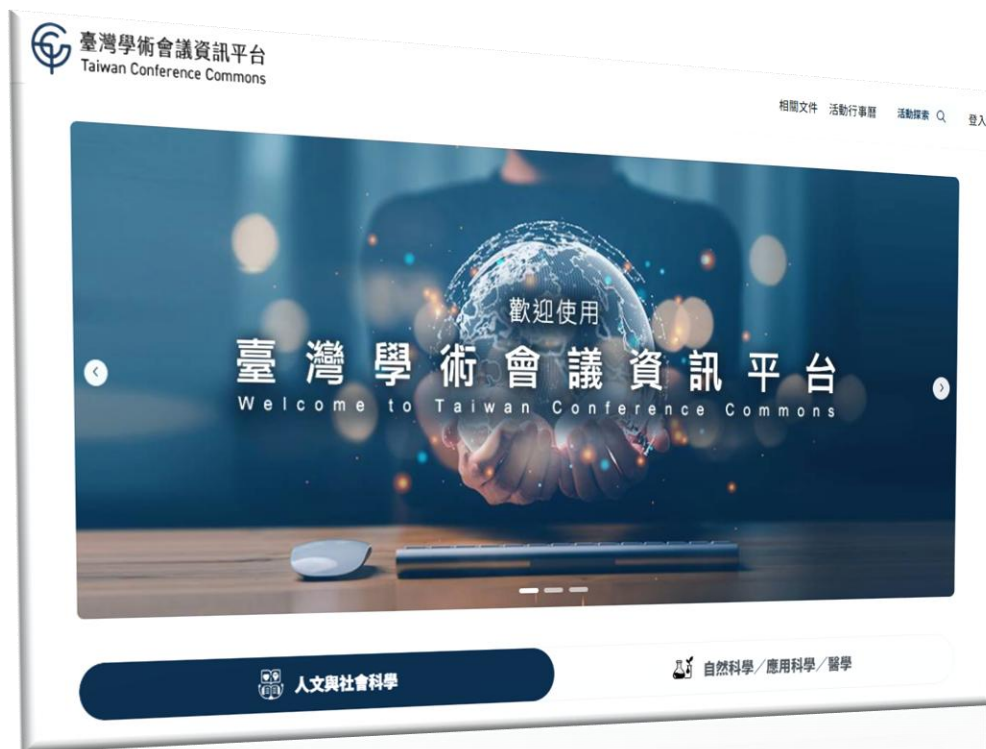 臺灣學術會議資訊平台
Taiwan Conference Commons
相關文件 活動行事曆 活動探索 登入
歡迎使用
臺灣學術會議資訊平台
Welcome to Taiwan Conference Commons
人文與社會科學
自然科學/應用科學/醫學